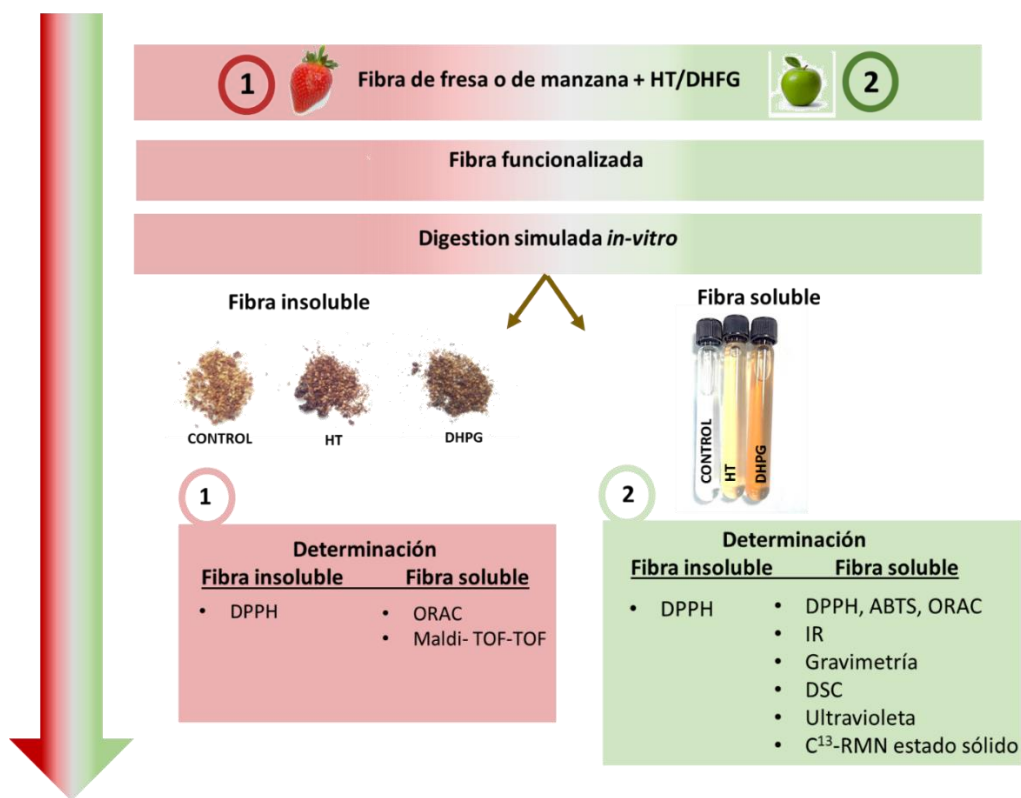 1 Fibra de fresa o de manzana + HT/DHFG 2
Fibra funcionalizada
Digestion simulada in-vitro
Fibra insoluble
Fibra soluble
CONTROL
HT
DHPG
CONTROL
HT
DHPG
1
Determinación
Fibra insoluble Fibra soluble
• DPPH
• ORAC
• Maldi- TOF-TOF
2
Determinación
Fibra insoluble Fibra soluble
• DPPH
• DPPH, ABTS, ORAC
• IR
• Gravimetría
• DSC
• Ultravioleta
• C¹³-RMN estado sólido